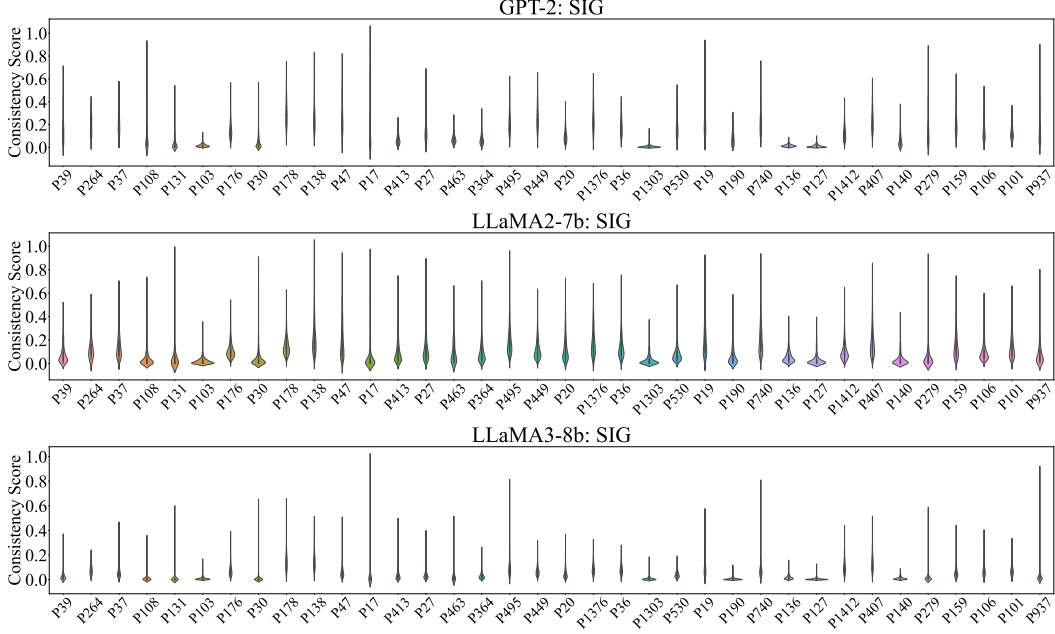 GPT-2: SIG
Consistency Score
1.0
0.8
0.6
0.4
0.2
0.0
P39 P264 P37 P108 P131 P103 P176 P30 P178 P138 P47 P17 P413 P27 P463 P364 P495 P449 P20 P1376 P36 P1303 P530 P19 P190 P740 P136 P127 P1412 P407 P140 P279 P159 P106 P101 P937
LLaMA2-7b: SIG
Consistency Score
1.0
0.8
0.6
0.4
0.2
0.0
P39 P264 P37 P108 P131 P103 P176 P30 P178 P138 P47 P17 P413 P27 P463 P364 P495 P449 P20 P1376 P36 P1303 P530 P19 P190 P740 P136 P127 P1412 P407 P140 P279 P159 P106 P101 P937
LLaMA3-8b: SIG
Consistency Score
1.0
0.8
0.6
0.4
0.2
0.0
P39 P264 P37 P108 P131 P103 P176 P30 P178 P138 P47 P17 P413 P27 P463 P364 P495 P449 P20 P1376 P36 P1303 P530 P19 P190 P740 P136 P127 P1412 P407 P140 P279 P159 P106 P101 P937